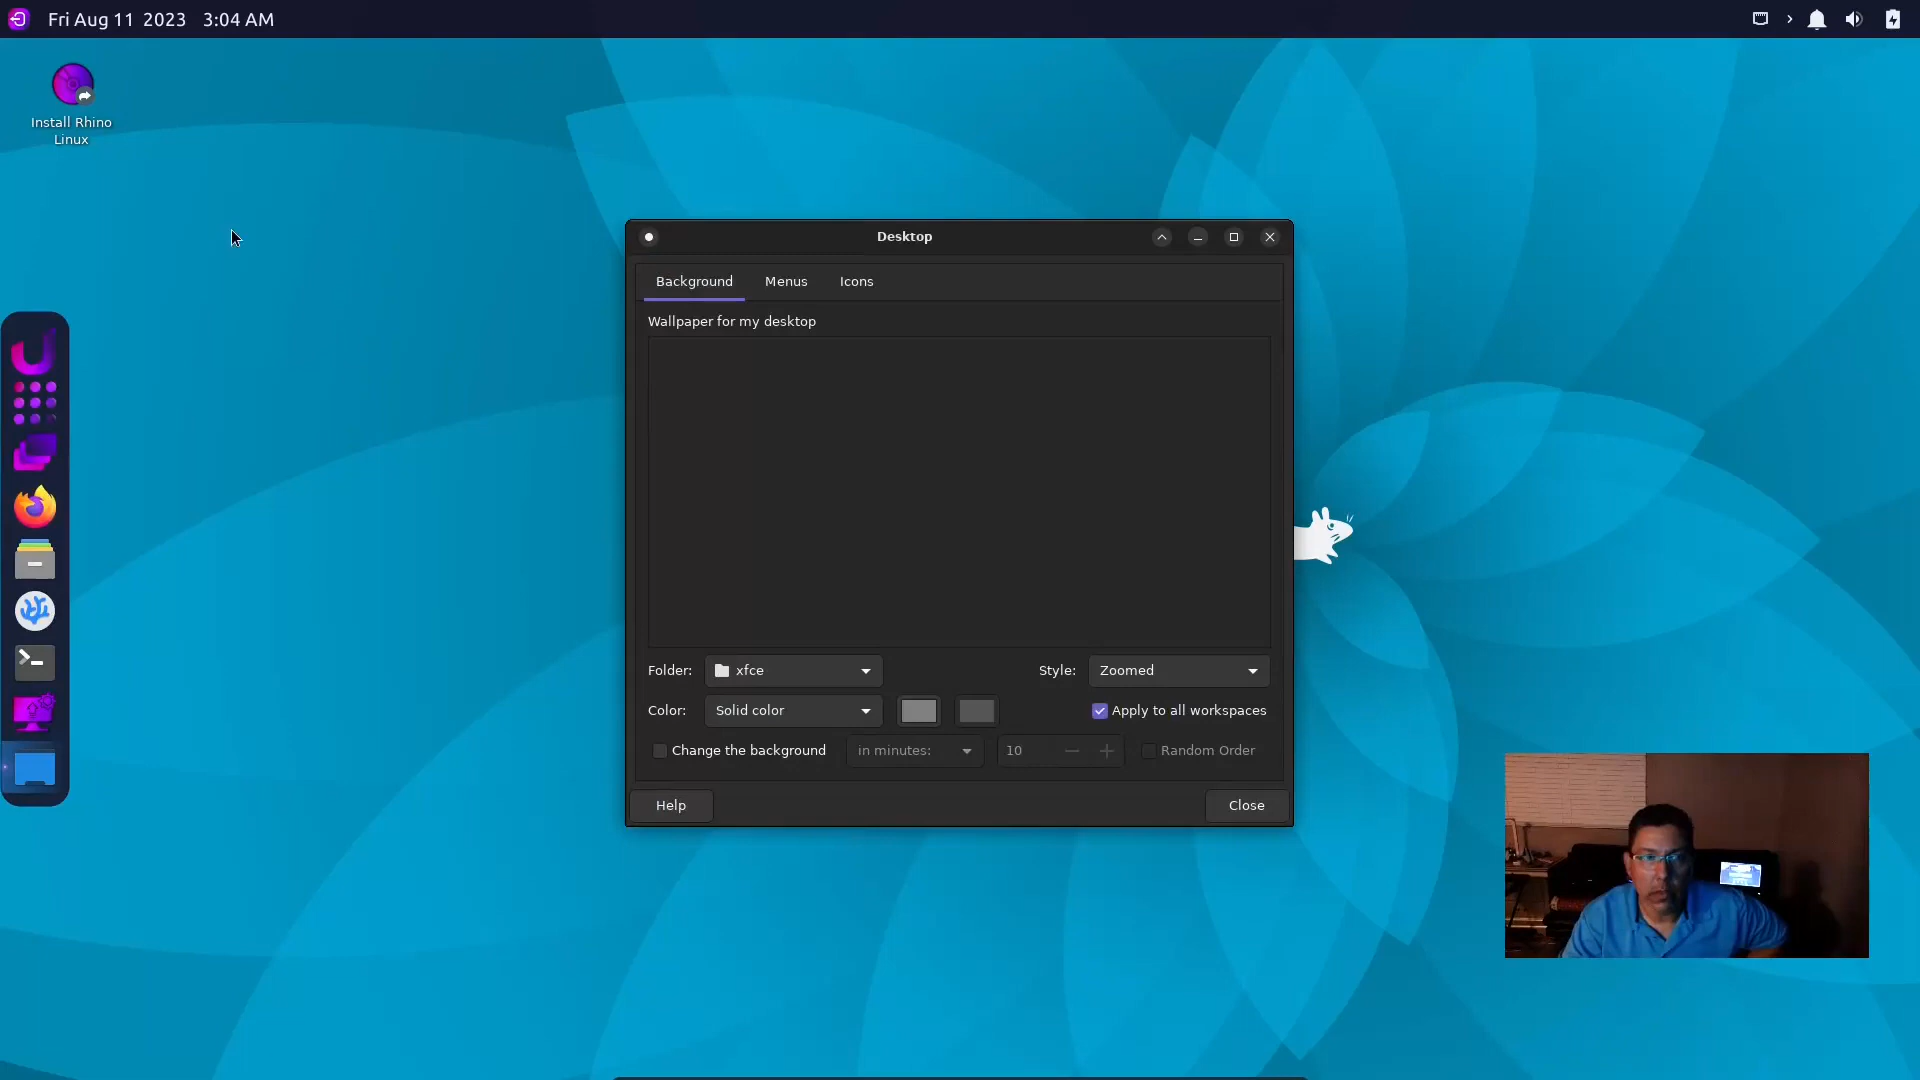 Fri Aug 11 2023 3:04 AM
Install Rhino
Linux
Desktop
Background Menus Icons
Wallpaper for my desktop
Folder: xfce Style: Zoomed
Color: Solid color Apply to all workspaces
Change the background in minutes: 10 Random Order
Help Close